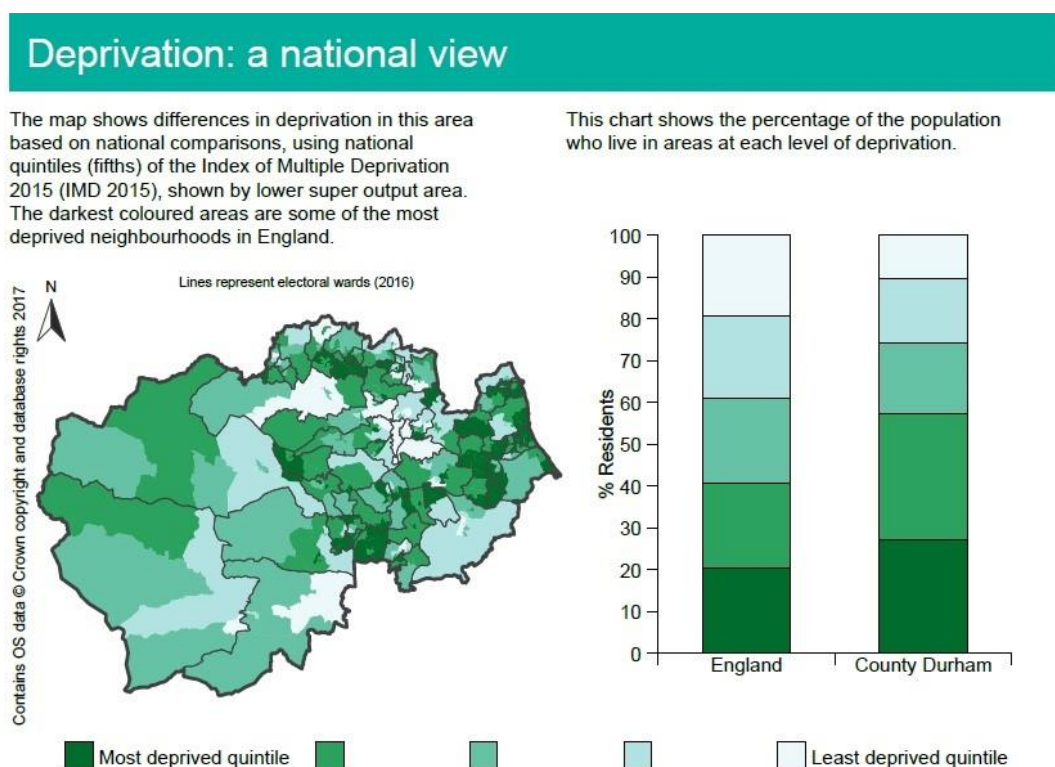 Deprivation: a national view
The map shows differences in deprivation in this area
based on national comparisons, using national
quintiles (fifths) of the Index of Multiple Deprivation
2015 (IMD 2015), shown by lower super output area.
The darkest coloured areas are some of the most
deprived neighbourhoods in England.
This chart shows the percentage of the population
who live in areas at each level of deprivation.
Lines represent electoral wards (2016)
N
Contains OS data © Crown copyright and database rights 2017
% Residents
100
90
80
70
60
50
40
30
20
10
0
England
County Durham
Most deprived quintile
Least deprived quintile